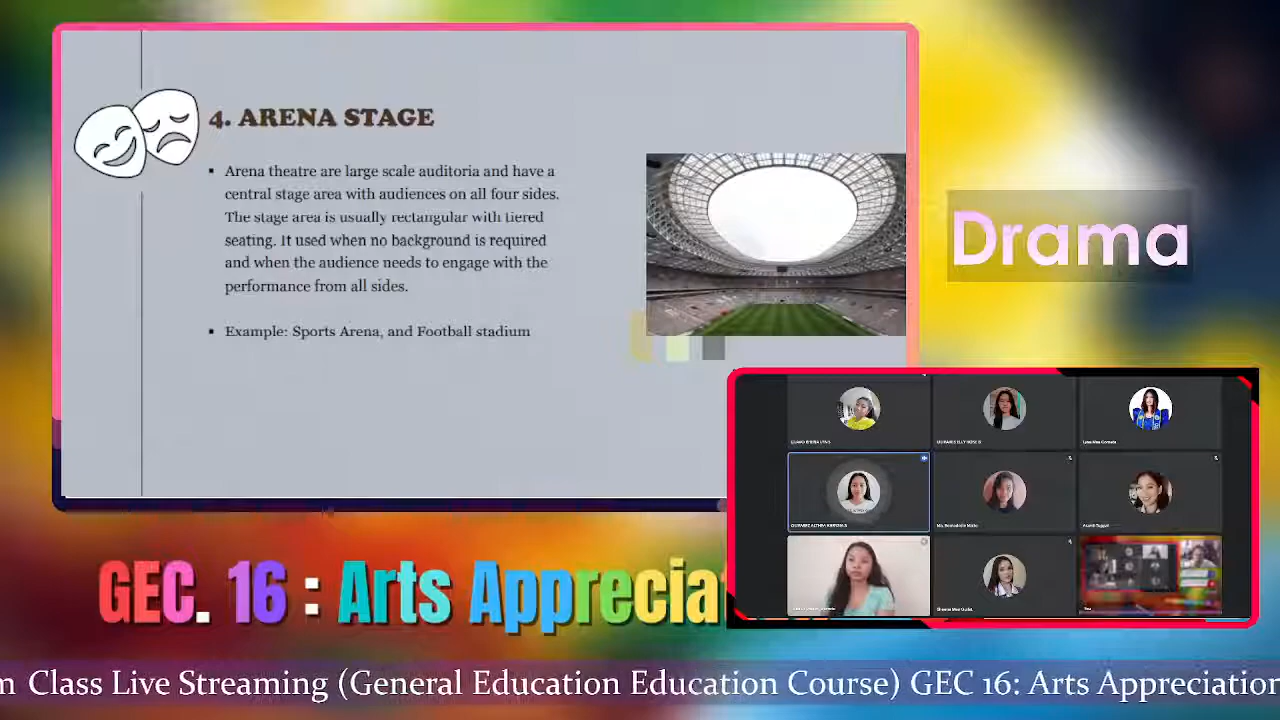 4. ARENA STAGE
▪ Arena theatre are large scale auditoria and have a
central stage area with audiences on all four sides.
The stage area is usually rectangular with tiered
seating. It used when no background is required
and when the audience needs to engage with the
performance from all sides.
▪ Example: Sports Arena, and Football stadium
Drama
GEC. 16 : Arts Apprecia
m Class Live Streaming (General Education Education Course) GEC 16: Arts Appreciation